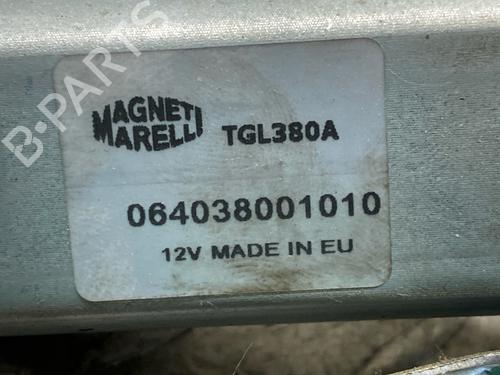 B-PARTS
MAGNETI
MARELLI
TGL380A
064038001010
12V MADE IN EU